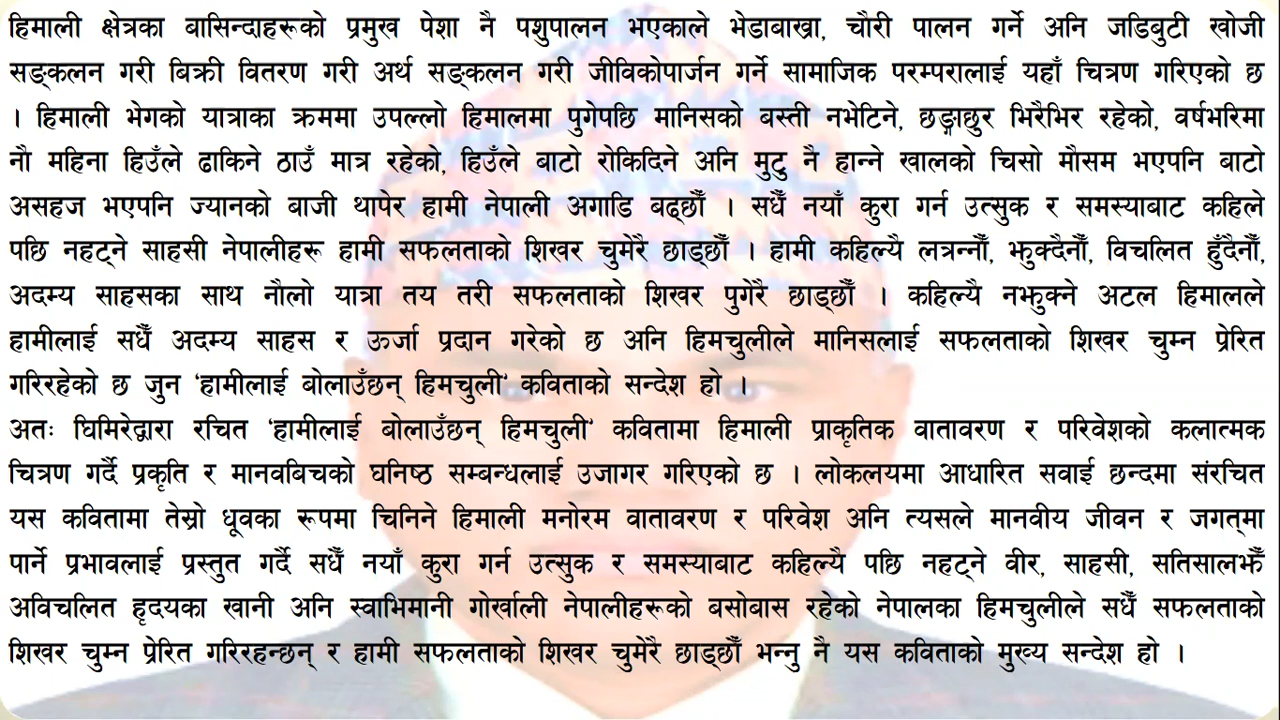 हिमाली क्षेत्रका बासिन्दाहरूको प्रमुख पेशा नै पशुपालन भएकाले भेडाबाख्रा, चौरी पालन गर्ने अनि जडिबुटी खोजी
सङ्कलन गरी बिक्री वितरण गरी अर्थ सङ्कलन गरी जीविकोपार्जन गर्ने सामाजिक परम्परालाई यहाँ चित्रण गरिएको छ
। हिमाली भेगको यात्राका क्रममा उपल्लो हिमालमा पुगेपछि मानिसको बस्ती नभेटिने, छङ्गाछुर भिरैभिर रहेको, वर्षभरिमा
नौ महिना हिउँले ढाकिने ठाउँ मात्र रहेको, हिउँले बाटो रोकिदिने अनि मुटु नै हान्ने खालको चिसो मौसम भएपनि बाटो
असहज भएपनि ज्यानको बाजी थापेर हामी नेपाली अगाडि बढ्छौँ । सधैँ नयाँ कुरा गर्न उत्सुक र समस्याबाट कहिले
पछि नहट्ने साहसी नेपालीहरू हामी सफलताको शिखर चुमेरै छाड्छौँ । हामी कहिल्यै लत्रन्नौँ, झुक्दैनौँ, विचलित हुँदैनौँ,
अदम्य साहसका साथ नौलो यात्रा तय तरी सफलताको शिखर पुगेरै छाड्छौँ । कहिल्यै नझुक्ने अटल हिमालले
हामीलाई सधैँ अदम्य साहस र ऊर्जा प्रदान गरेको छ अनि हिमचुलीले मानिसलाई सफलताको शिखर चुम्न प्रेरित
गरिरहेको छ जुन ‘हामीलाई बोलाउँछन् हिमचुली’ कविताको सन्देश हो ।
अतः घिमिरेद्वारा रचित ‘हामीलाई बोलाउँछन् हिमचुली’ कवितामा हिमाली प्राकृतिक वातावरण र परिवेशको कलात्मक
चित्रण गर्दै प्रकृति र मानवबिचको घनिष्ठ सम्बन्धलाई उजागर गरिएको छ । लोकलयमा आधारित सवाई छन्दमा संरचित
यस कवितामा तेस्रो धूवका रूपमा चिनिने हिमाली मनोरम वातावरण र परिवेश अनि त्यसले मानवीय जीवन र जगत्‌मा
पार्ने प्रभावलाई प्रस्तुत गर्दै सधैँ नयाँ कुरा गर्न उत्सुक र समस्याबाट कहिल्यै पछि नहट्ने वीर, साहसी, सतिसालझैँ
अविचलित हृदयका खानी अनि स्वाभिमानी गोर्खाली नेपालीहरूको बसोबास रहेको नेपालका हिमचुलीले सधैँ सफलताको
शिखर चुम्न प्रेरित गरिरहन्छन् र हामी सफलताको शिखर चुमेरै छाड्छौँ भन्नु नै यस कविताको मुख्य सन्देश हो ।